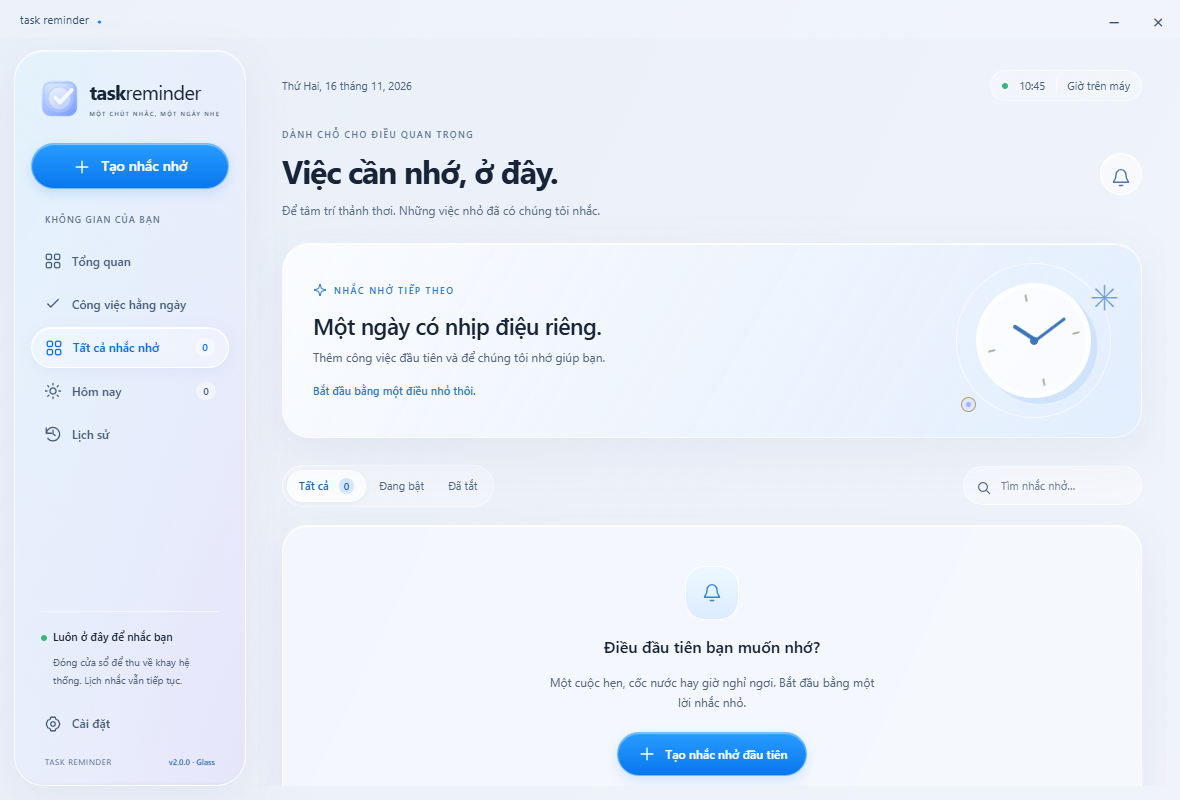 task reminder
taskreminder
MỘT CHÚT NHẮC, MỘT NGÀY NHẸ
Tạo nhắc nhở
KHÔNG GIAN CỦA BẠN
Tổng quan
Công việc hằng ngày
Tất cả nhắc nhở 0
Hôm nay 0
Lịch sử
Luôn ở đây để nhắc bạn
Đóng cửa sổ để thu về khay hệ
thống. Lịch nhắc vẫn tiếp tục.
Cài đặt
TASK REMINDER v2.0.0 · Glass
Thứ Hai, 16 tháng 11, 2026
10:45 Giờ trên máy
DÀNH CHỖ CHO ĐIỀU QUAN TRỌNG
Việc cần nhớ, ở đây.
Để tâm trí thảnh thơi. Những việc nhỏ đã có chúng tôi nhắc.
NHẮC NHỞ TIẾP THEO
Một ngày có nhịp điệu riêng.
Thêm công việc đầu tiên và để chúng tôi nhớ giúp bạn.
Bắt đầu bằng một điều nhỏ thôi.
Tất cả 0 Đang bật Đã tắt
Tìm nhắc nhở...
Điều đầu tiên bạn muốn nhớ?
Một cuộc hẹn, cốc nước hay giờ nghỉ ngơi. Bắt đầu bằng một
lời nhắc nhỏ.
Tạo nhắc nhở đầu tiên